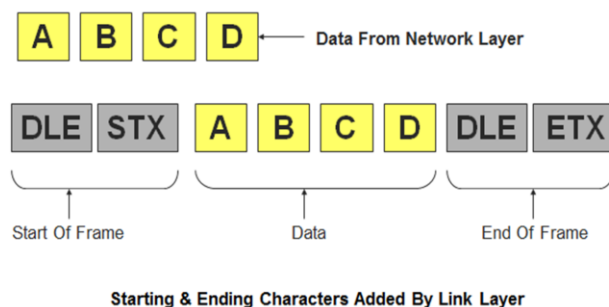 A B C D Data From Network Layer
DLE STX A B C D DLE ETX
Start Of Frame Data End Of Frame
Starting & Ending Characters Added By Link Layer